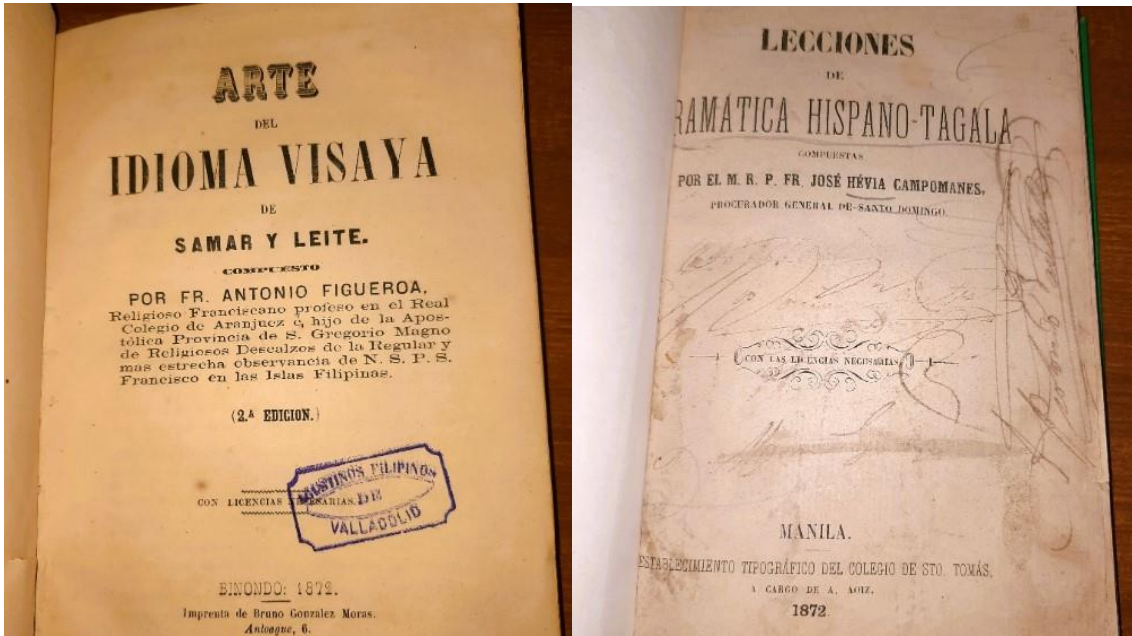 ARTE
DEL
IDIOMA VISAYA
DE
SAMAR Y LEITE.
COMPUESTO
POR FR. ANTONIO FIGUEROA,
Religioso Franciscano profeso en el Real
Colegio de Aranjuez e, hijo de la Apos-
tólica Provincia de S. Gregorio Magno
de Religiosos Descalzos de la Regular y
mas estrecha observancia de N. S. P. S.
Francisco en las Islas Filipinas.
(2.ª EDICION.)
CON LICENCIAS NECESARIAS.
AGUSTINOS FILIPINOS
DE
VALLADOLID
BINONDO: 1872.
Imprenta de Bruno Gonzalez Moras.
Anloague, 6.
LECCIONES
DE
RAMÁTICA HISPANO-TAGALA
COMPUESTAS
POR EL M. R. P. FR. JOSÉ HÉVIA CAMPOMANES,
PROCURADOR GENERAL DE SANTO DOMINGO.
CON LAS LICENCIAS NECESARIAS
MANILA.
ESTABLECIMIENTO TIPOGRÁFICO DEL COLEGIO DE STO. TOMÁS,
A CARGO DE A. AOIZ.
1872.